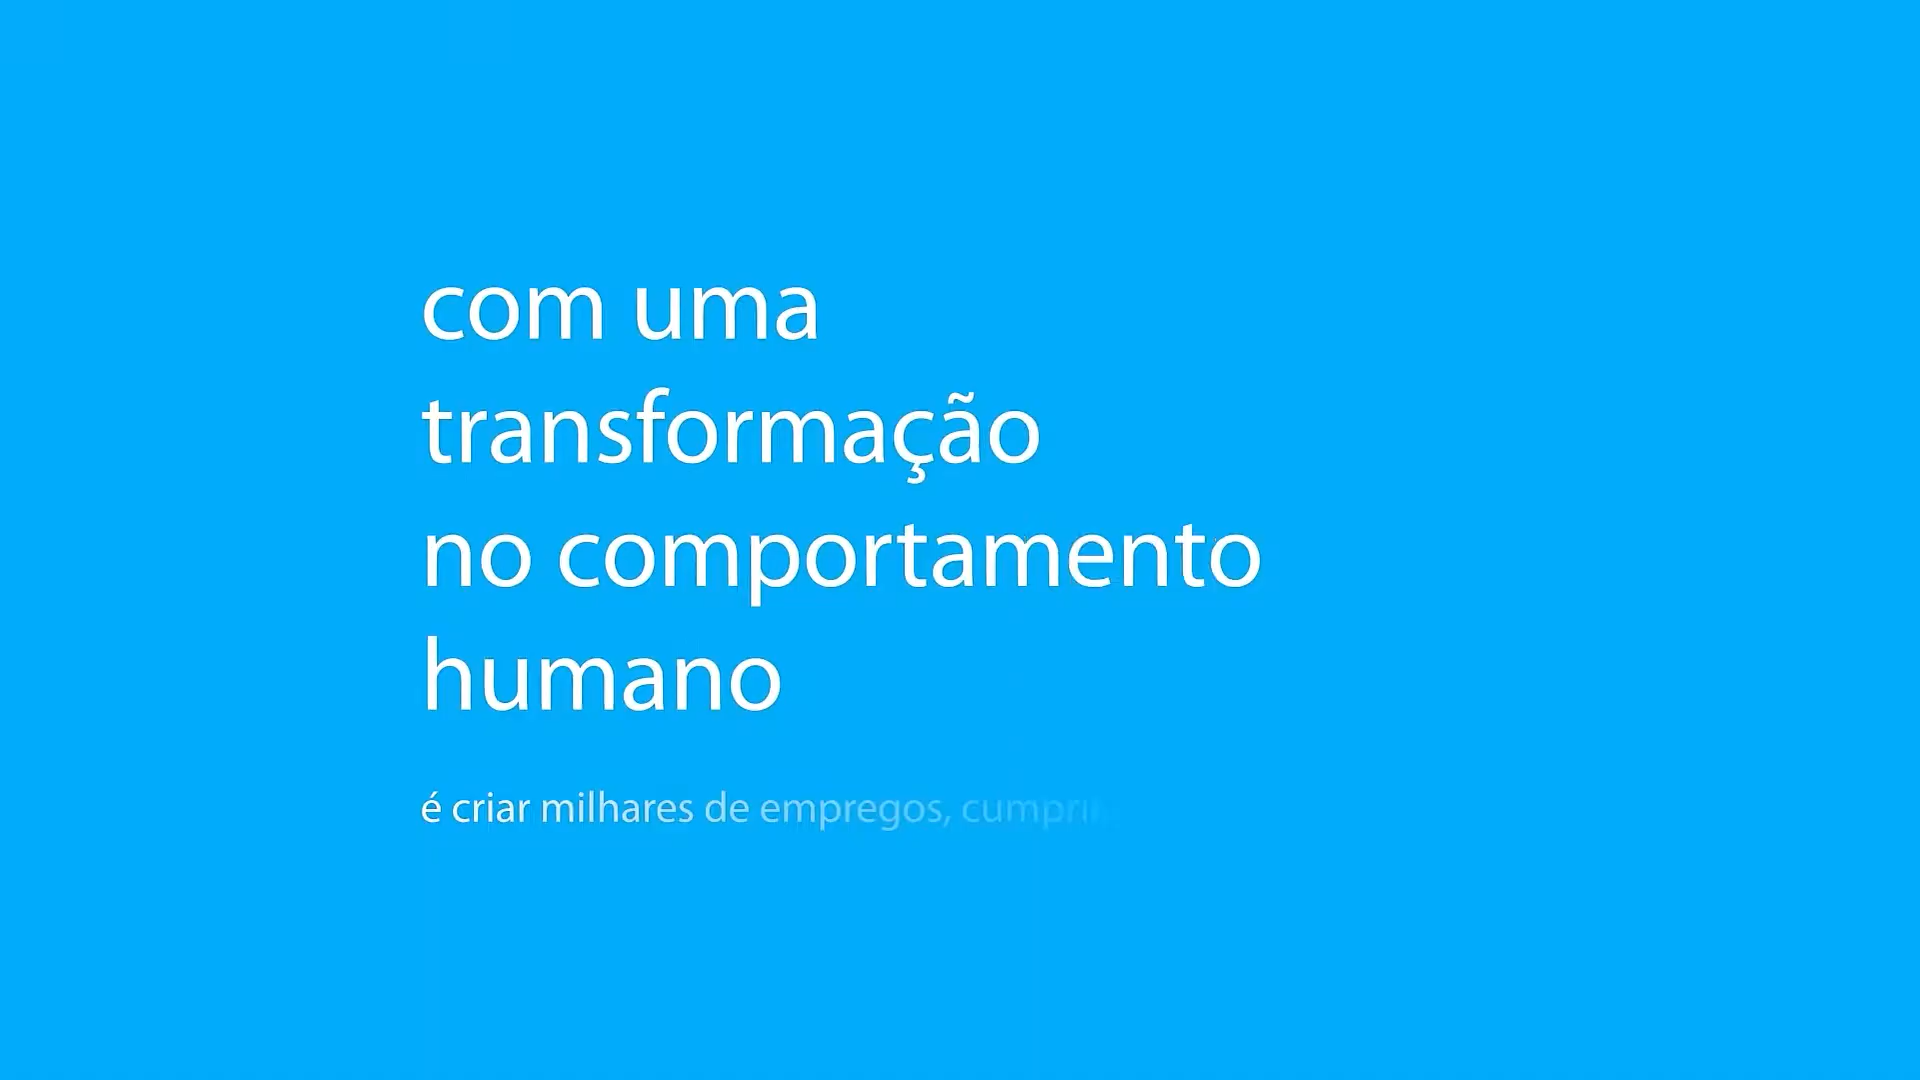 com uma
transformação
no comportamento
humano
é criar milhares de empregos,